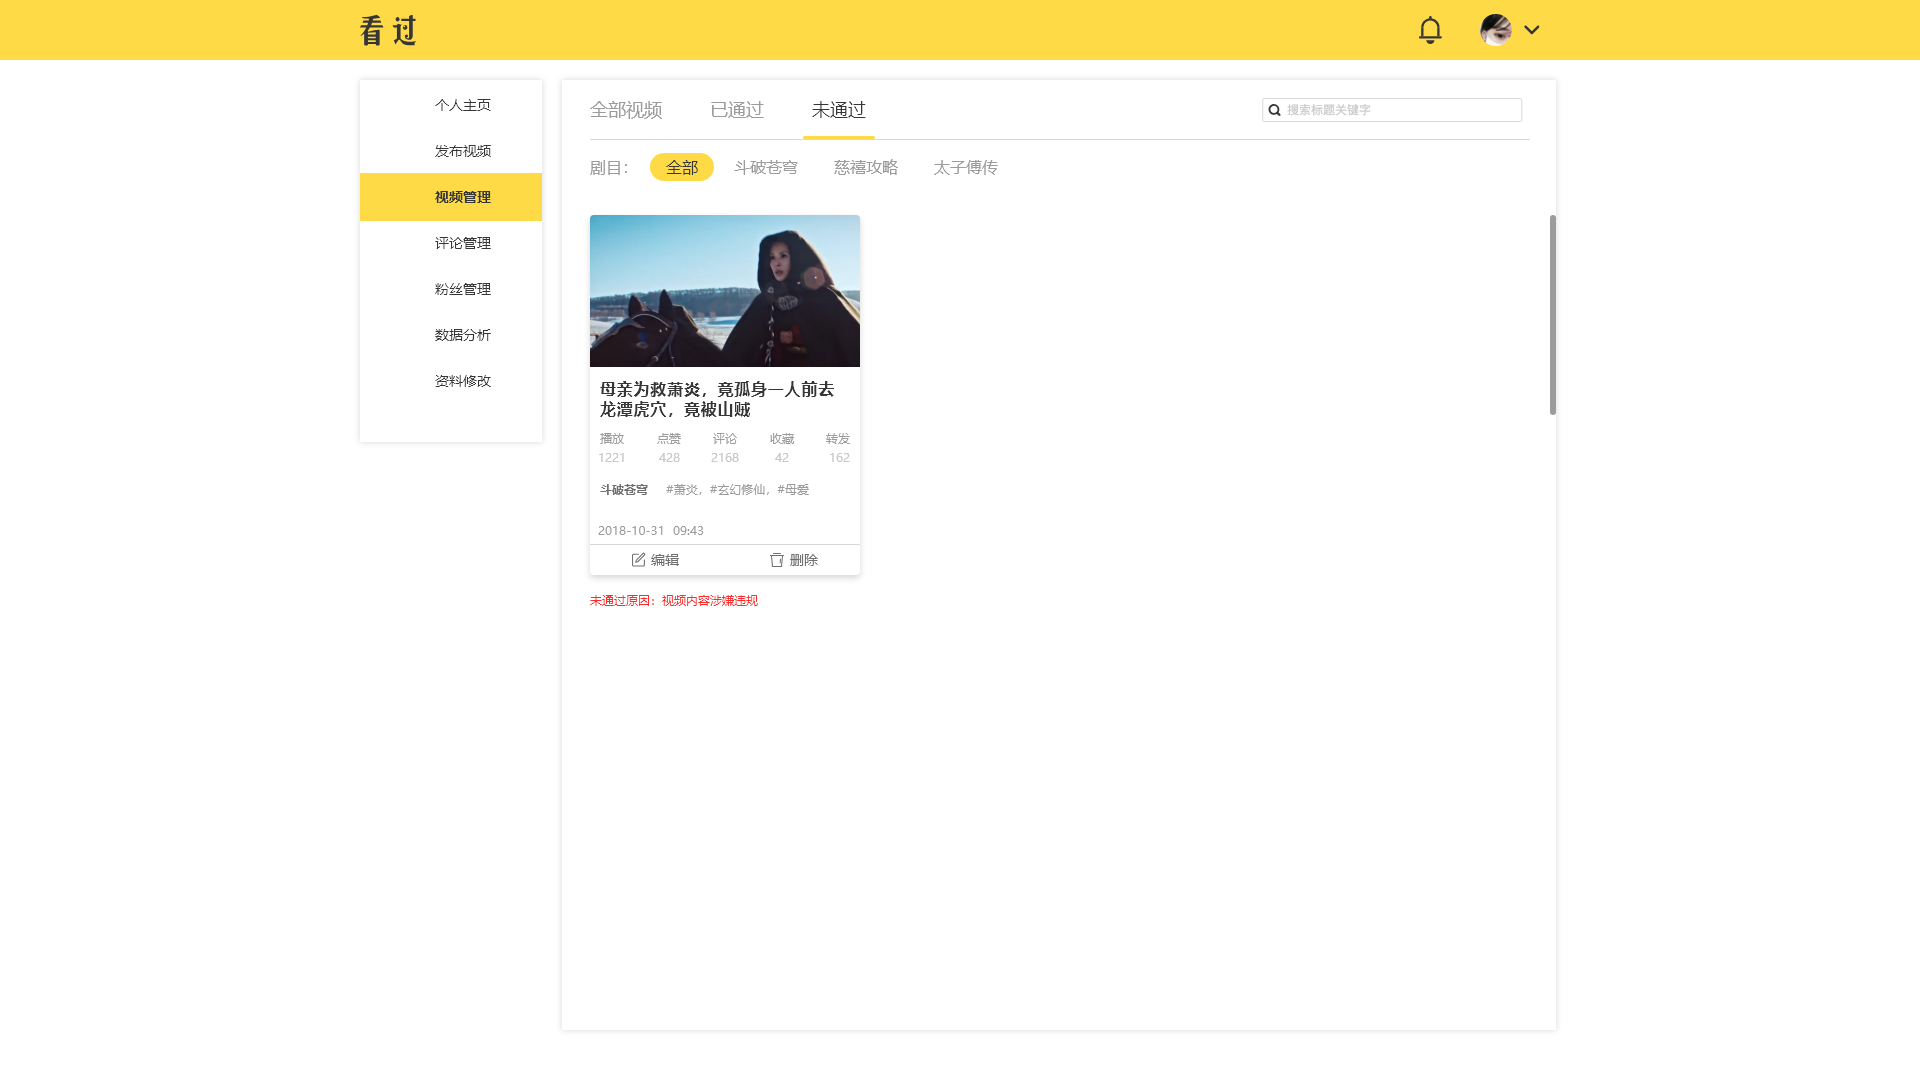 看过
个人主页
发布视频
视频管理
评论管理
粉丝管理
数据分析
资料修改
全部视频 已通过 未通过 搜索标题关键字
剧目： 全部 斗破苍穹 慈禧攻略 太子傅传
母亲为救萧炎，竟孤身一人前去
龙潭虎穴，竟被山贼
播放 点赞 评论 收藏 转发
1221 428 2168 42 162
斗破苍穹 #萧炎，#玄幻修仙，#母爱
2018-10-31 09:43
编辑 删除
未通过原因：视频内容涉嫌违规